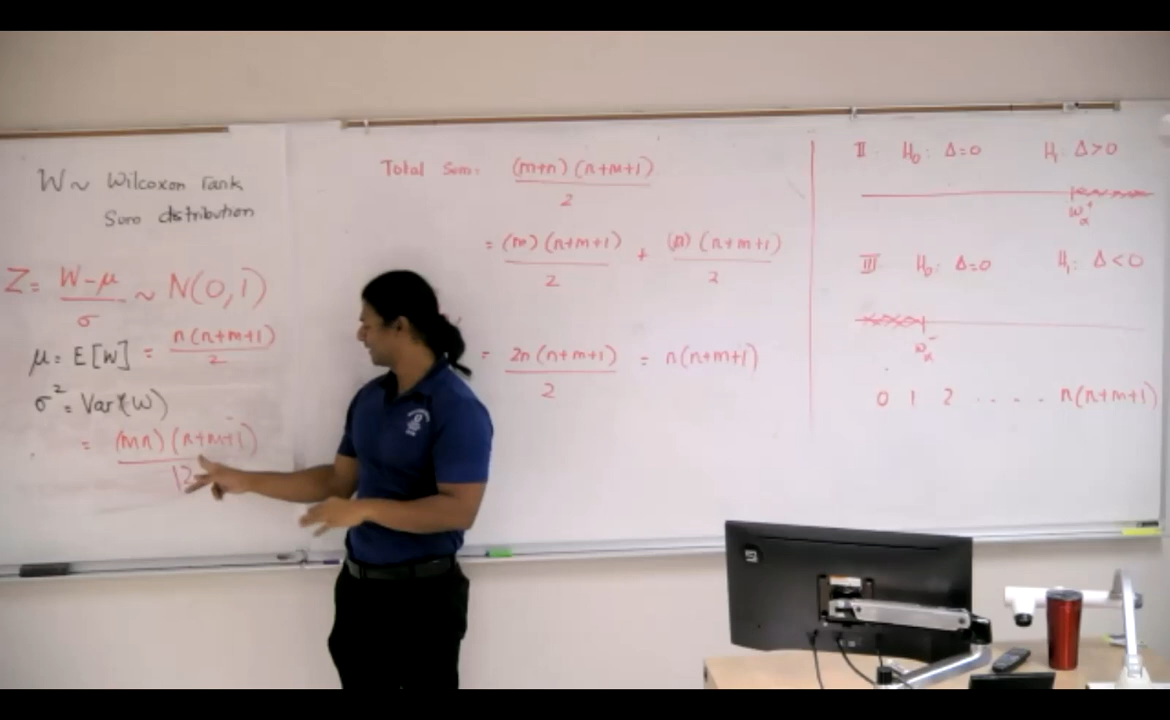 W ~ Wilcoxon rank
Sum distribution
Z = (W - μ)/σ ~ N(0,1)
μ = E[W] = n(n+m+1)/2
σ² = Var(W)
= (mn)(n+m+1)/12
Total Sum: (m+n)(n+m+1)/2
= (m)(n+m+1)/2 + (n)(n+m+1)/2
= 2n(n+m+1)/2 = n(n+m+1)
II. H₀: Δ=0 H₁: Δ>0
w_α⁺
III. H₀: Δ=0 H₁: Δ<0
w_α⁻
0 1 2 ..... n(n+m+1)